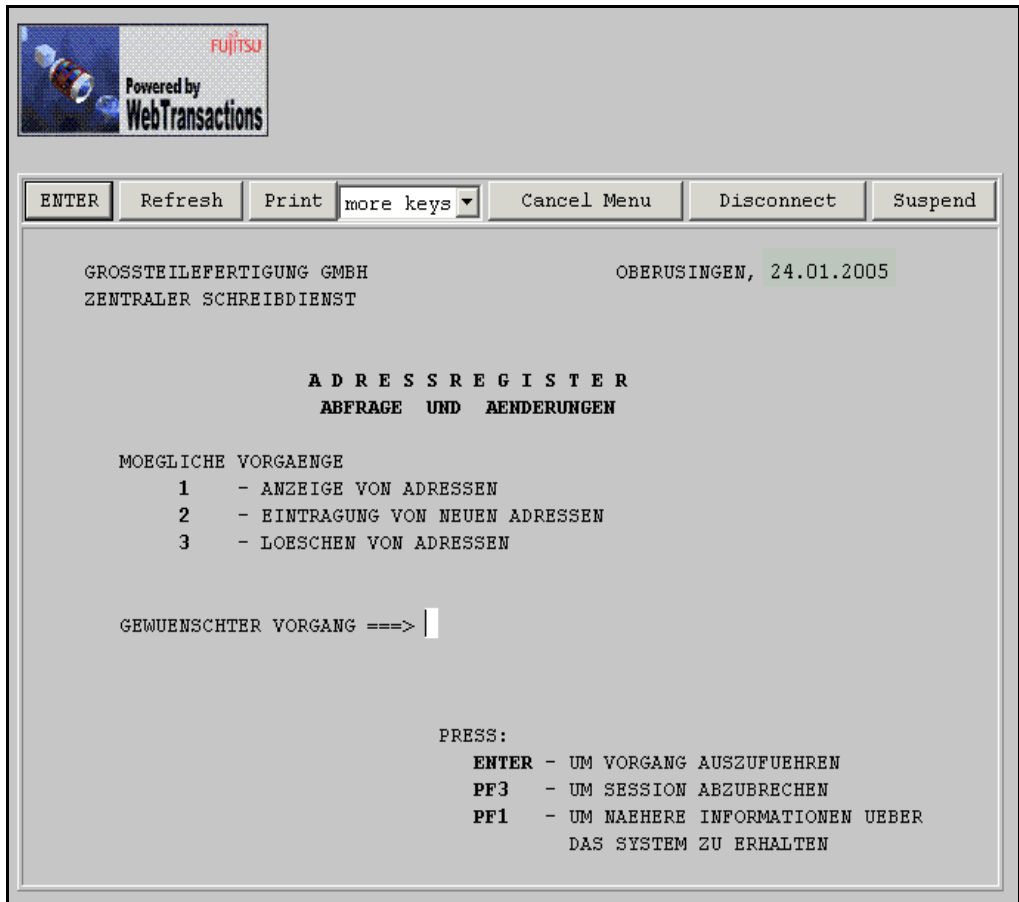 FUJITSU
Powered by
WebTransactions
ENTER Refresh Print more keys Cancel Menu Disconnect Suspend
GROSSTEILEFERTIGUNG GMBH OBERUSINGEN, 24.01.2005
ZENTRALER SCHREIBDIENST
A D R E S S R E G I S T E R
ABFRAGE UND AENDERUNGEN
MOEGLICHE VORGAENGE
1 - ANZEIGE VON ADRESSEN
2 - EINTRAGUNG VON NEUEN ADRESSEN
3 - LOESCHEN VON ADRESSEN
GEWUENSCHTER VORGANG ===>
PRESS:
ENTER - UM VORGANG AUSZUFUEHREN
PF3 - UM SESSION ABZUBRECHEN
PF1 - UM NAEHERE INFORMATIONEN UEBER
DAS SYSTEM ZU ERHALTEN